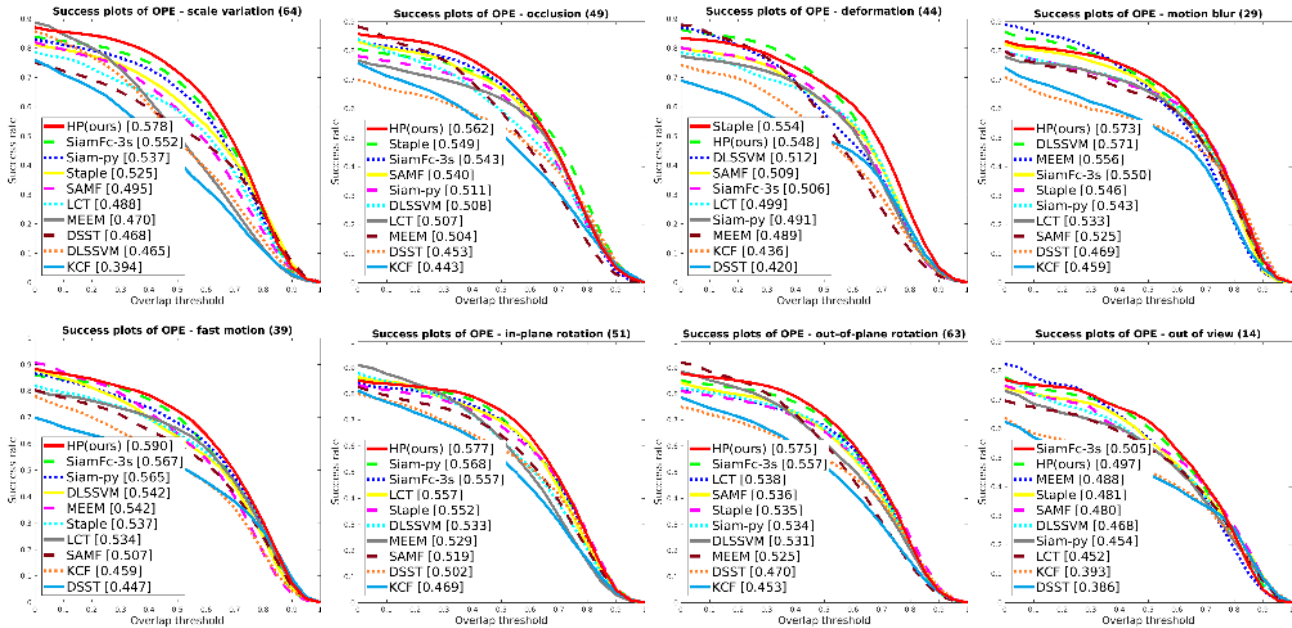 Success plots of OPE - scale variation (64)
Success rate
HP(ours) [0.578]
SiamFc-3s [0.552]
Siam-py [0.537]
Staple [0.525]
SAMF [0.495]
LCT [0.488]
MEEM [0.470]
DSST [0.468]
DLSSVM [0.465]
KCF [0.394]
Overlap threshold
Success plots of OPE - occlusion (49)
Success rate
HP(ours) [0.562]
Staple [0.549]
SiamFc-3s [0.543]
SAMF [0.540]
Siam-py [0.511]
DLSSVM [0.508]
LCT [0.507]
MEEM [0.504]
DSST [0.453]
KCF [0.443]
Overlap threshold
Success plots of OPE - deformation (44)
Success rate
Staple [0.554]
HP(ours) [0.548]
DLSSVM [0.512]
SAMF [0.509]
SiamFc-3s [0.506]
LCT [0.499]
Siam-py [0.491]
MEEM [0.489]
KCF [0.436]
DSST [0.420]
Overlap threshold
Success plots of OPE - motion blur (29)
Success rate
HP(ours) [0.573]
DLSSVM [0.571]
MEEM [0.556]
SiamFc-3s [0.550]
Staple [0.546]
Siam-py [0.543]
LCT [0.533]
SAMF [0.525]
DSST [0.469]
KCF [0.459]
Overlap threshold
Success plots of OPE - fast motion (39)
Success rate
HP(ours) [0.590]
SiamFc-3s [0.567]
Siam-py [0.565]
DLSSVM [0.542]
MEEM [0.542]
Staple [0.537]
LCT [0.534]
SAMF [0.507]
KCF [0.459]
DSST [0.447]
Overlap threshold
Success plots of OPE - in-plane rotation (51)
Success rate
HP(ours) [0.577]
Siam-py [0.568]
SiamFc-3s [0.557]
LCT [0.557]
Staple [0.552]
DLSSVM [0.533]
MEEM [0.529]
SAMF [0.519]
DSST [0.502]
KCF [0.469]
Overlap threshold
Success plots of OPE - out-of-plane rotation (63)
Success rate
HP(ours) [0.575]
SiamFc-3s [0.557]
LCT [0.538]
SAMF [0.536]
Staple [0.535]
Siam-py [0.534]
DLSSVM [0.531]
MEEM [0.525]
DSST [0.470]
KCF [0.453]
Overlap threshold
Success plots of OPE - out of view (14)
Success rate
SiamFc-3s [0.505]
HP(ours) [0.497]
MEEM [0.488]
Staple [0.481]
SAMF [0.480]
DLSSVM [0.468]
Siam-py [0.454]
LCT [0.452]
KCF [0.393]
DSST [0.386]
Overlap threshold